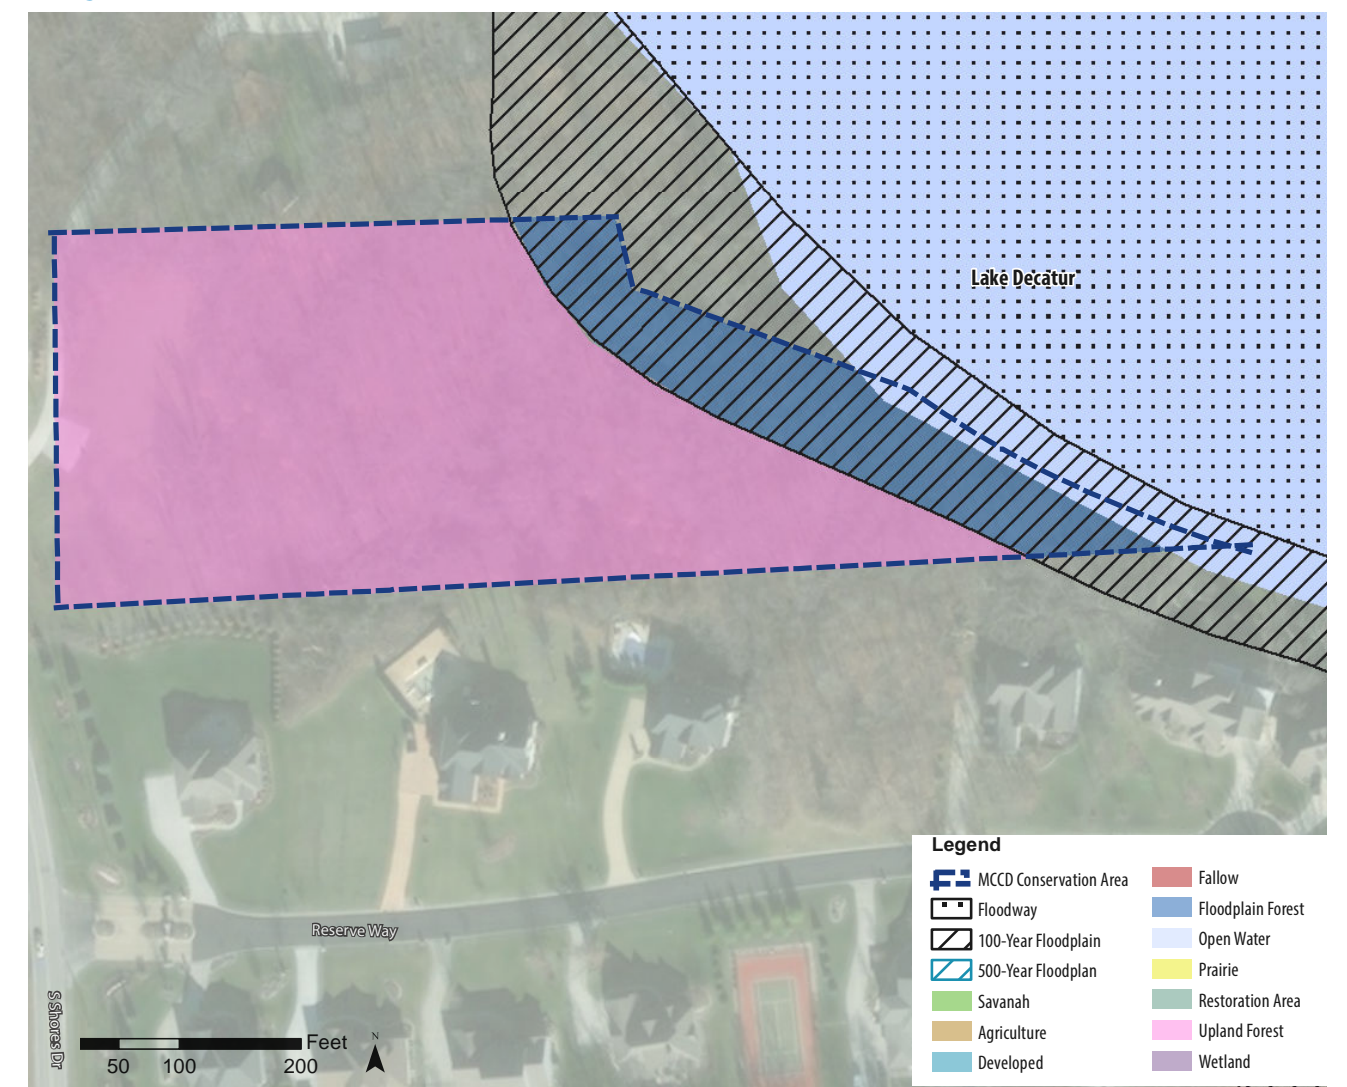 Lake Decatur
Reserve Way
S Shores Dr
Feet
50 100 200
N
Legend
MCCD Conservation Area
Floodway
100-Year Floodplain
500-Year Floodplan
Savanah
Agriculture
Developed
Fallow
Floodplain Forest
Open Water
Prairie
Restoration Area
Upland Forest
Wetland